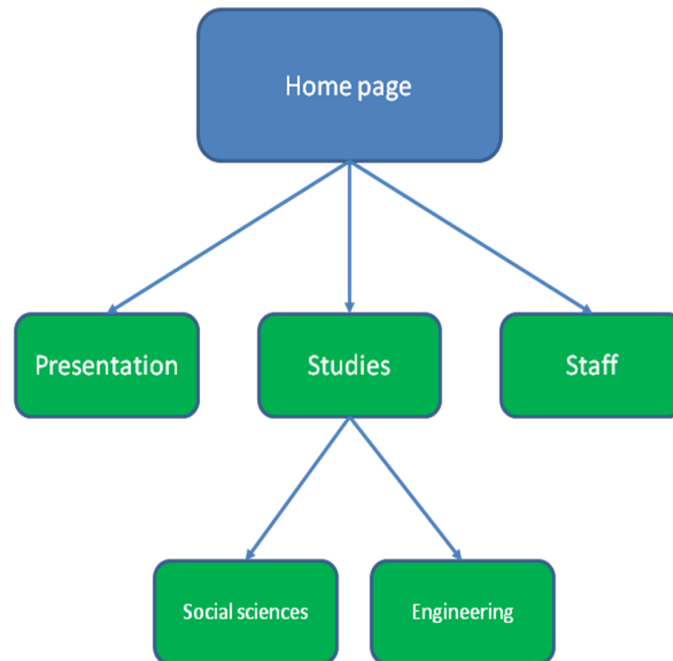 Home page
Presentation
Studies
Staff
Social sciences
Engineering